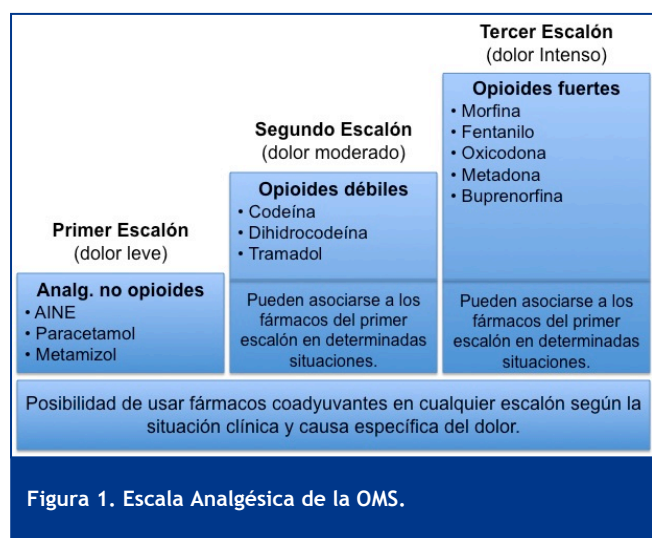 Primer Escalón
(dolor leve)
Analg. no opioides
• AINE
• Paracetamol
• Metamizol
Segundo Escalón
(dolor moderado)
Opioides débiles
• Codeína
• Dihidrocodeína
• Tramadol
Pueden asociarse a los
fármacos del primer
escalón en determinadas
situaciones.
Tercer Escalón
(dolor Intenso)
Opioides fuertes
• Morfina
• Fentanilo
• Oxicodona
• Metadona
• Buprenorfina
Pueden asociarse a los
fármacos del primer
escalón en determinadas
situaciones.
Posibilidad de usar fármacos coadyuvantes en cualquier escalón según la
situación clínica y causa específica del dolor.
Figura 1. Escala Analgésica de la OMS.